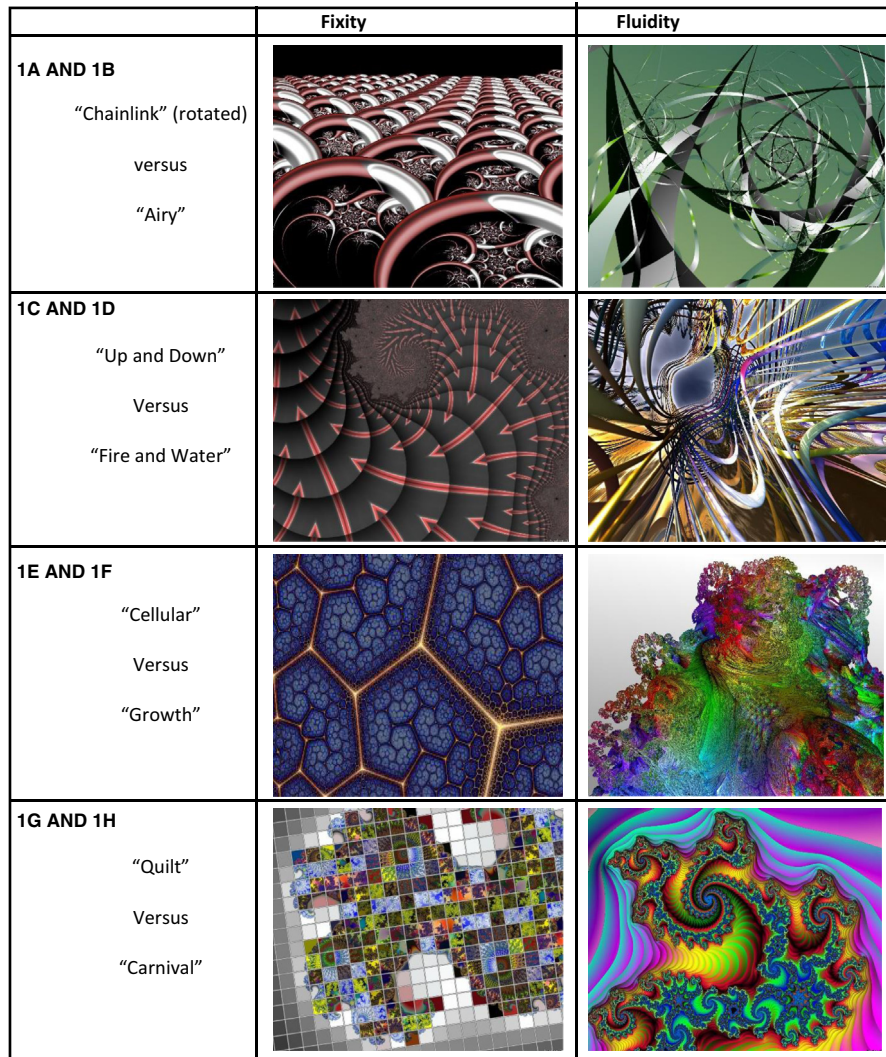 Fixity
Fluidity
1A AND 1B
“Chainlink” (rotated)
versus
“Airy”
1C AND 1D
“Up and Down”
Versus
“Fire and Water”
1E AND 1F
“Cellular”
Versus
“Growth”
1G AND 1H
“Quilt”
Versus
“Carnival”